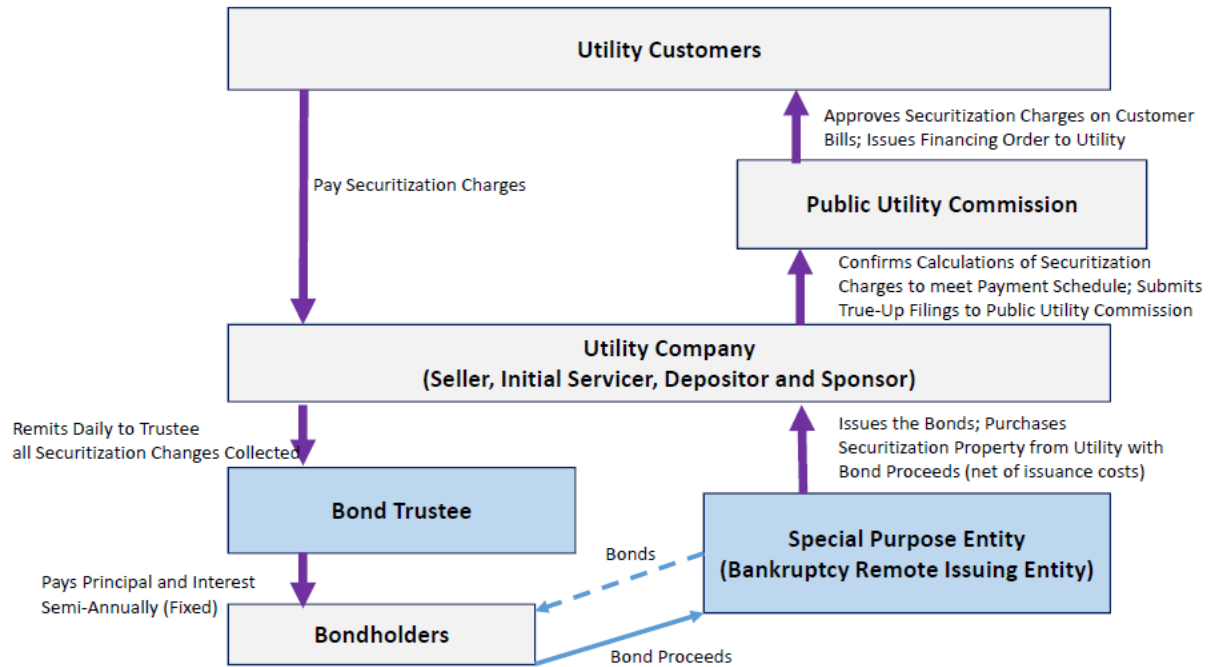 Utility Customers
Approves Securitization Charges on Customer
Bills; Issues Financing Order to Utility
Pay Securitization Charges
Public Utility Commission
Confirms Calculations of Securitization
Charges to meet Payment Schedule; Submits
True-Up Filings to Public Utility Commission
Utility Company
(Seller, Initial Servicer, Depositor and Sponsor)
Remits Daily to Trustee
all Securitization Changes Collected
Issues the Bonds; Purchases
Securitization Property from Utility with
Bond Proceeds (net of issuance costs)
Bond Trustee
Special Purpose Entity
(Bankruptcy Remote Issuing Entity)
Bonds
Pays Principal and Interest
Semi-Annually (Fixed)
Bondholders
Bond Proceeds